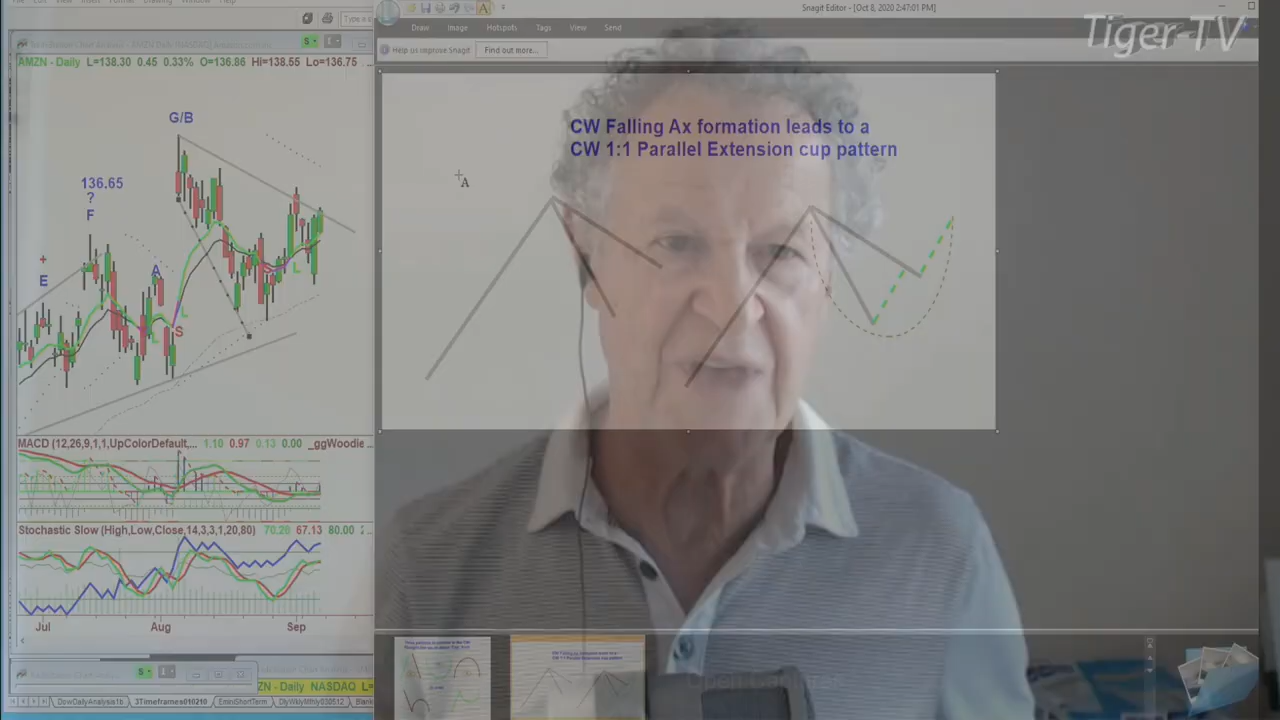 Snagit Editor - [Oct 8, 2020 2:47:01 PM]
Tiger-TV
Draw Image Hotspots Tags View Send
Help us improve Snagit Find out more...
AMZN - Daily L=138.30 0.45 0.33% O=136.86 Hi=138.55 Lo=136.75
CW Falling Ax formation leads to a
CW 1:1 Parallel Extension cup pattern
A
G/B
136.65
?
F
+
E
A
L
L
S
L
MACD (12,26,9,1,1,UpColorDefault,... 1.10 0.97 0.13 0.00 _ggWoodie
Stochastic Slow (High,Low,Close,14,3,3,1,20,80) 70.20 67.13 80.00
Jul Aug Sep
ZN - Daily NASDAQ L=
DowDailyAnalysis1b 3Timeframes010210 EminiShortTerm DlyWklyMthly030512 Blank